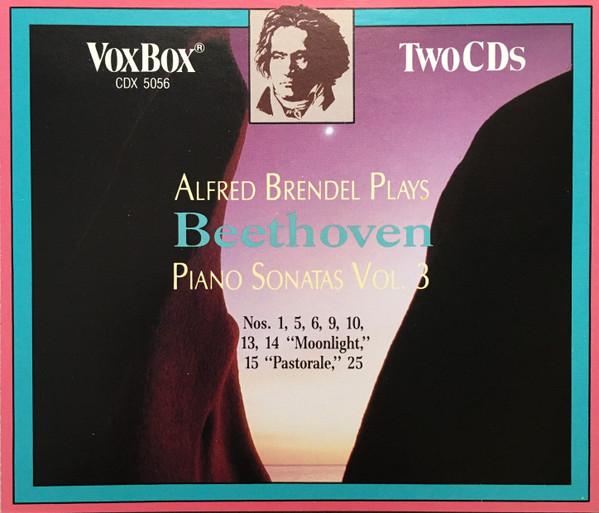 VOXBOX®
CDX 5056
TWO CDS
ALFRED BRENDEL PLAYS
Beethoven
PIANO SONATAS VOL. 3
Nos. 1, 5, 6, 9, 10,
13, 14 “Moonlight,”
15 “Pastorale,” 25